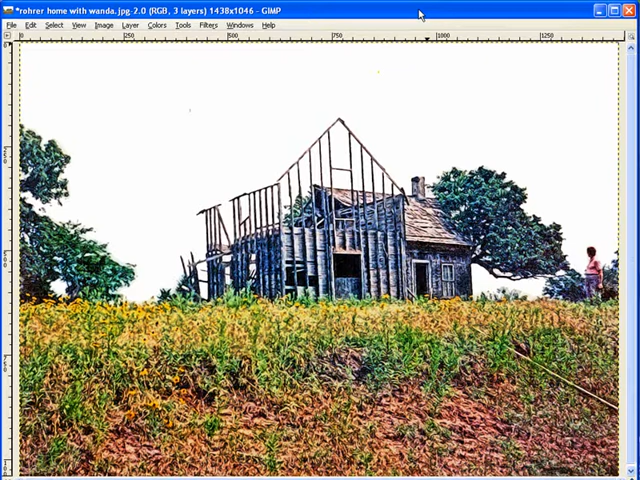 *rohrer home with wanda.jpg-2.0 (RGB, 3 layers) 1438x1046 – GIMP
File Edit Select View Image Layer Colors Tools Filters Windows Help
0 250 500 750 1000 1250